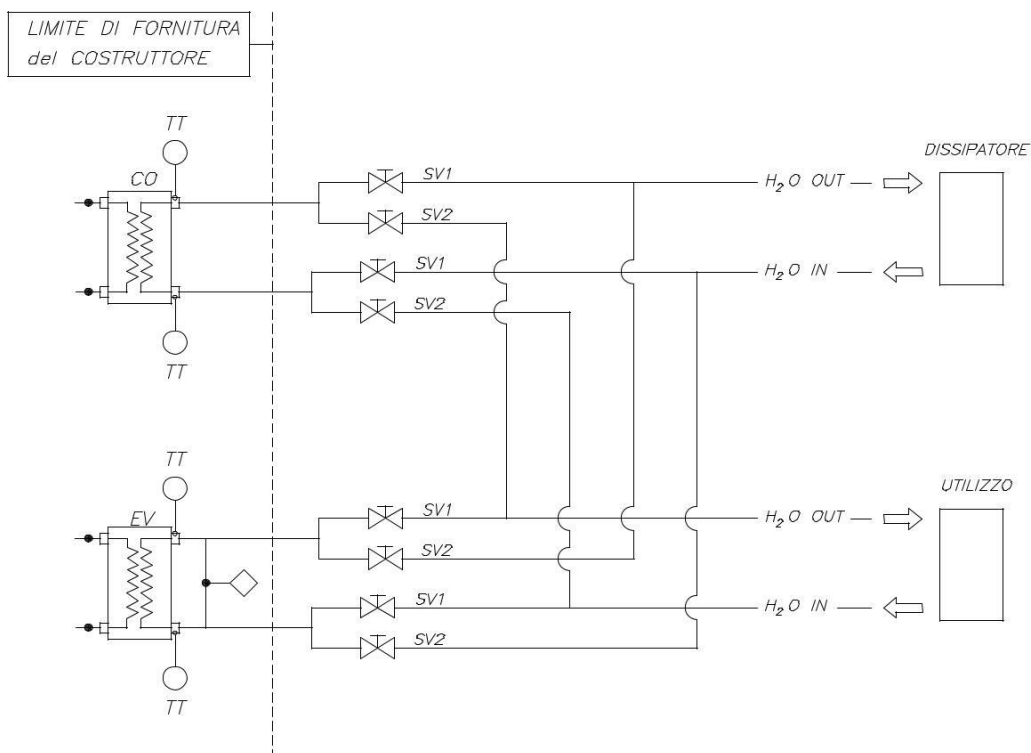 LIMITE DI FORNITURA
del COSTRUTTORE
TT
CO
TT
SV1
SV2
SV1
SV2
H2O OUT
H2O IN
DISSIPATORE
TT
EV
TT
SV1
SV2
SV1
SV2
H2O OUT
H2O IN
UTILIZZO